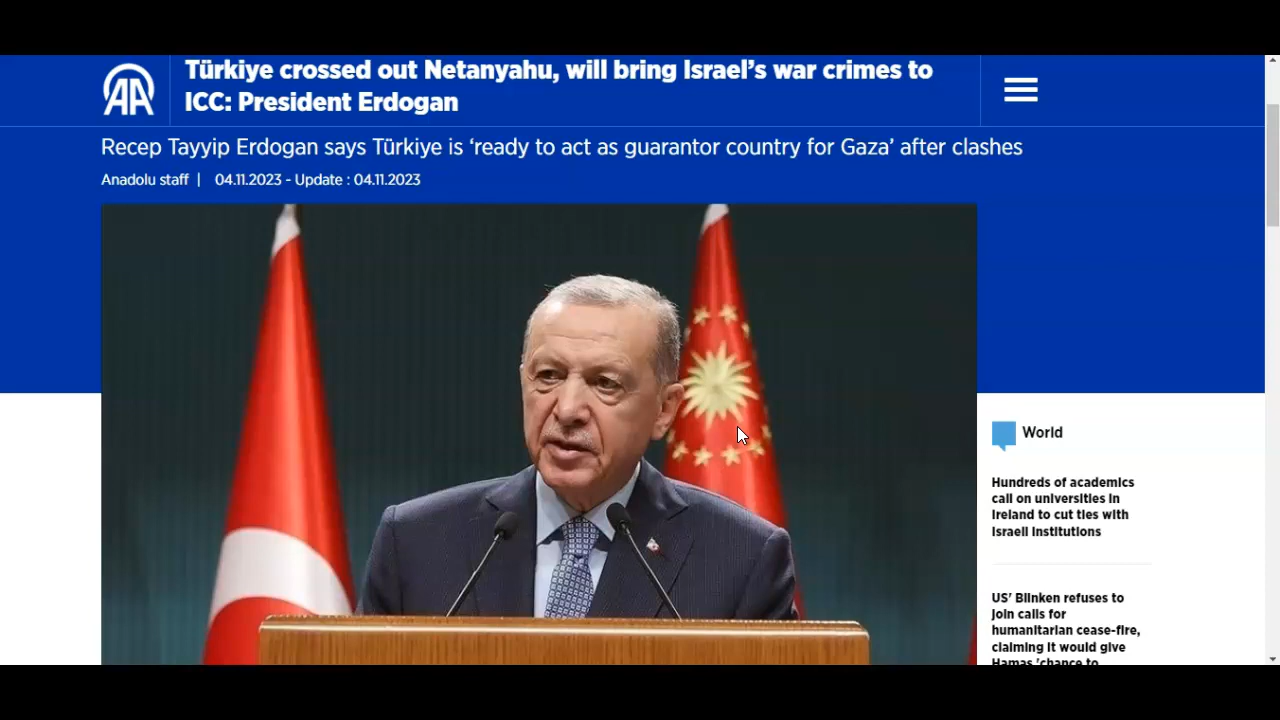 AA
Türkiye crossed out Netanyahu, will bring Israel's war crimes to
ICC: President Erdogan
Recep Tayyip Erdogan says Türkiye is ‘ready to act as guarantor country for Gaza’ after clashes
Anadolu staff | 04.11.2023 - Update : 04.11.2023
World
Hundreds of academics
call on universities in
Ireland to cut ties with
Israeli institutions
US' Blinken refuses to
join calls for
humanitarian cease-fire,
claiming it would give
Hamas 'chance to